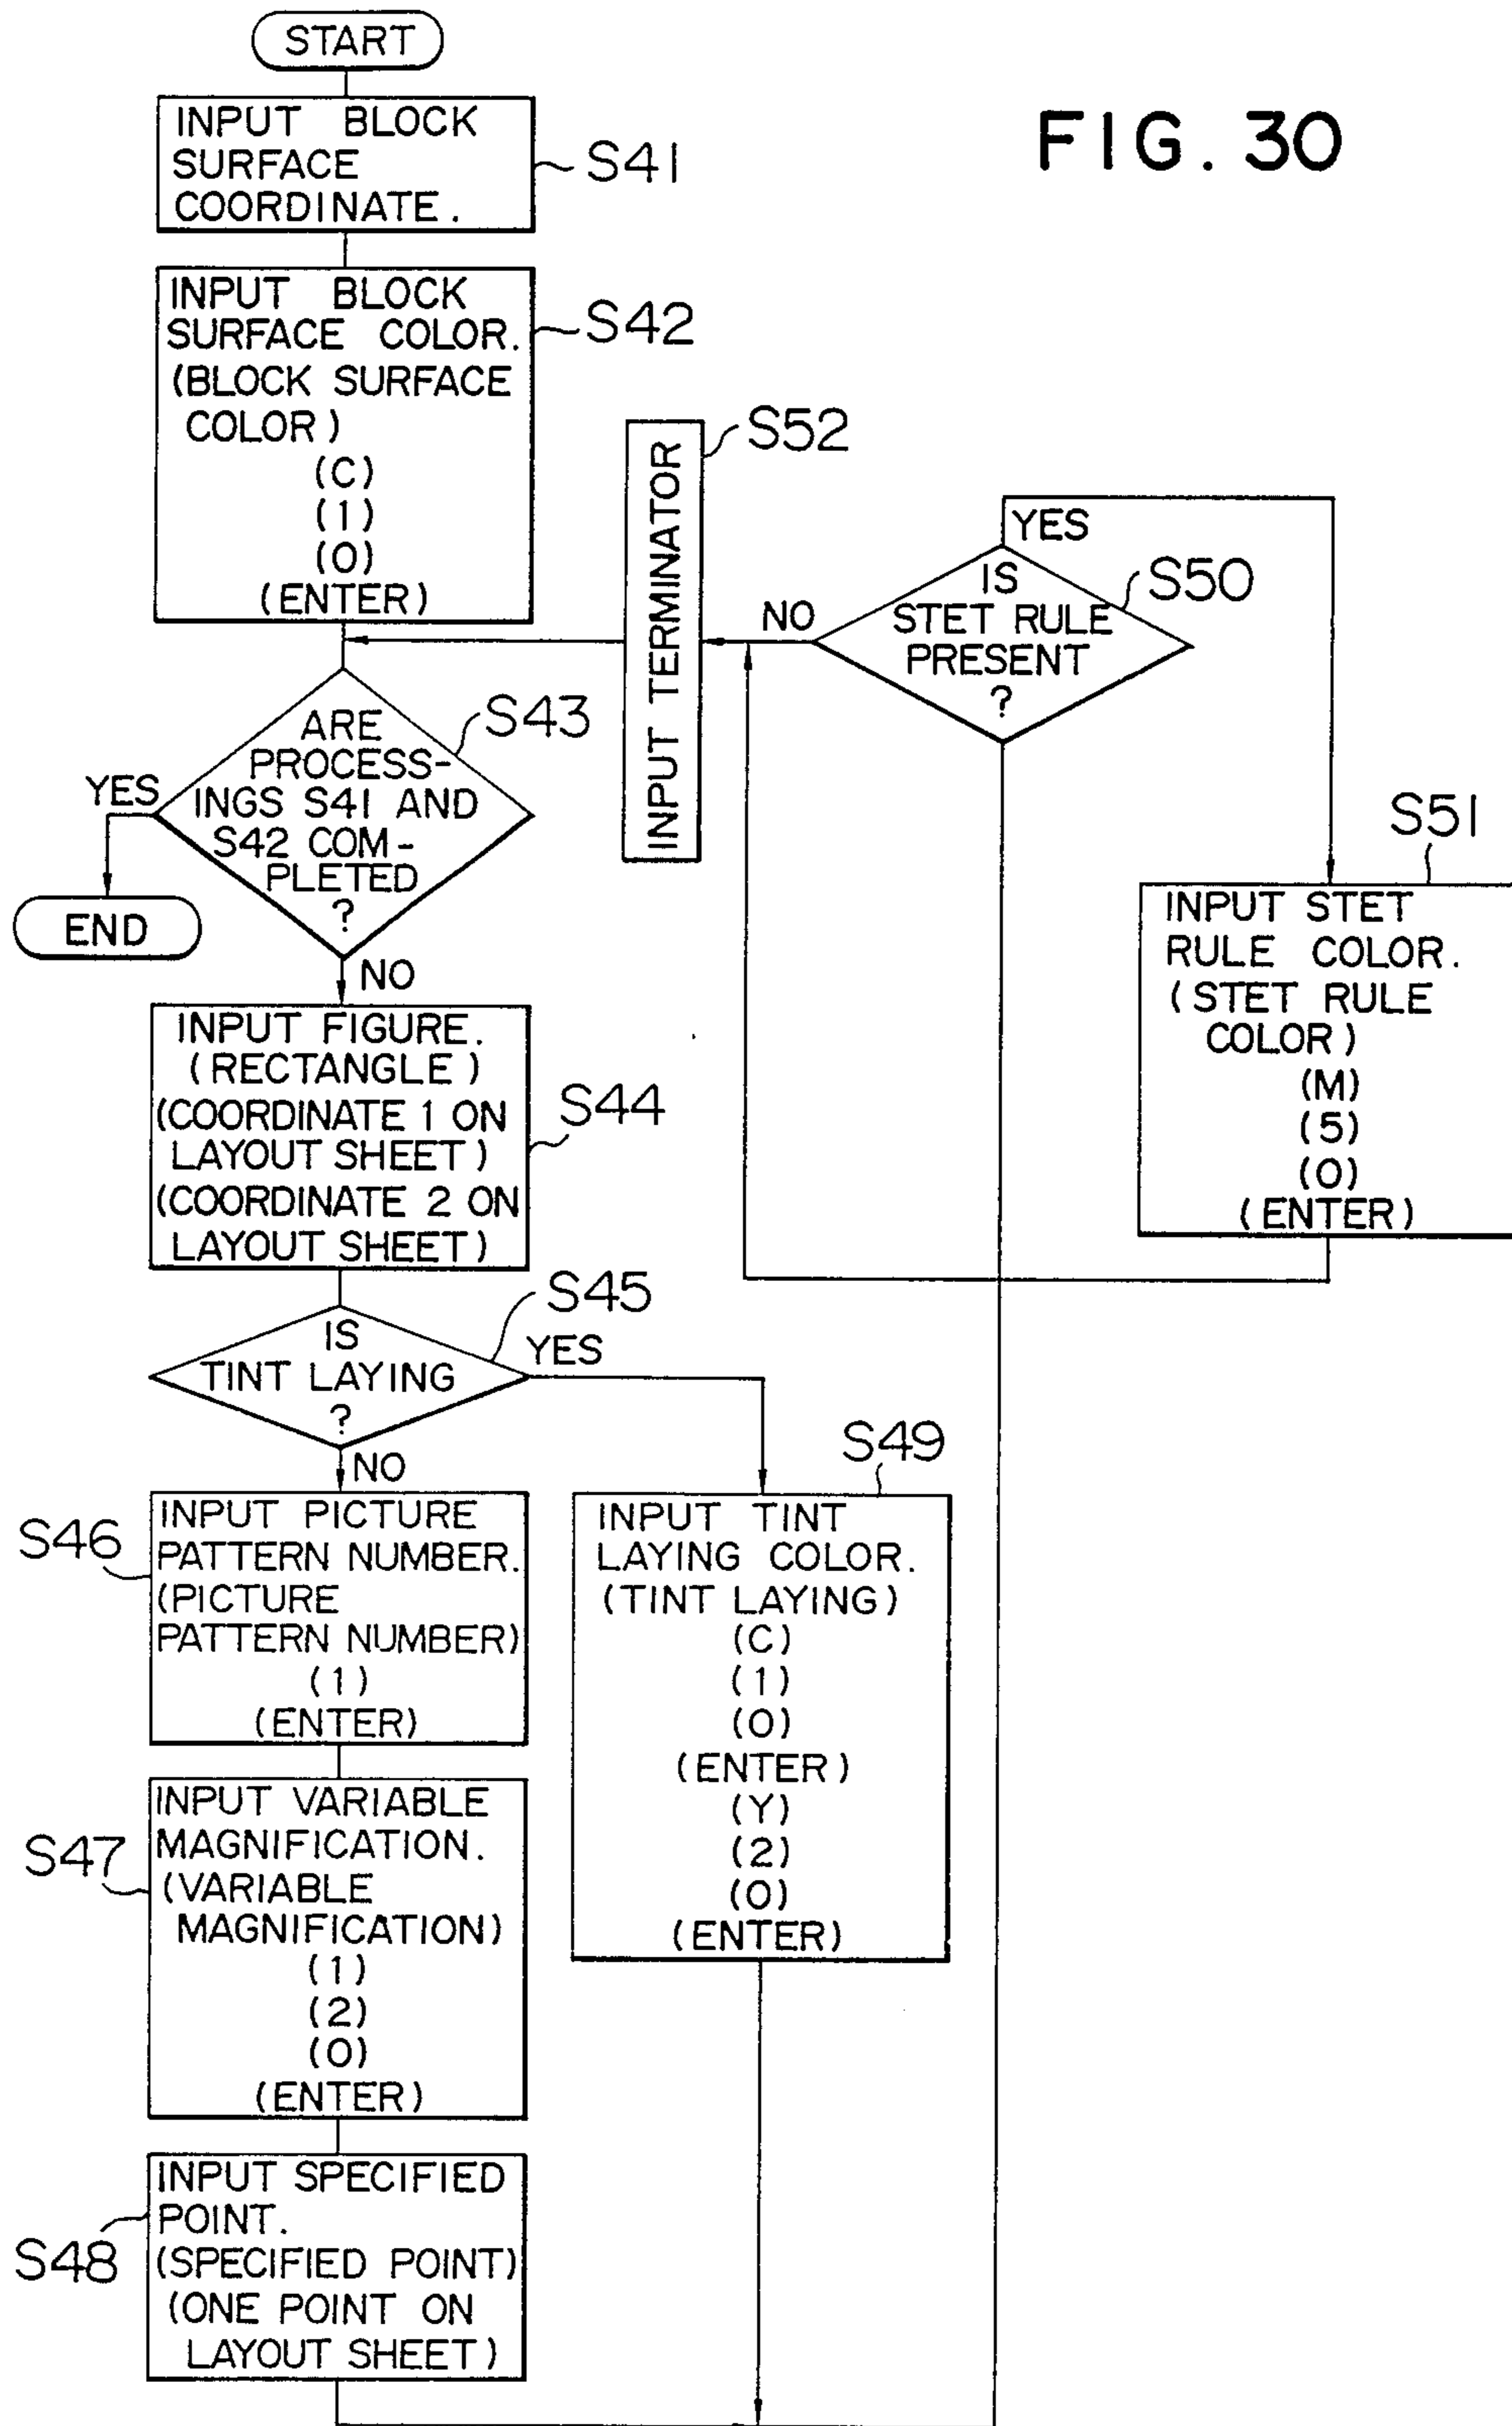 FIG. 30
START
INPUT BLOCK
SURFACE
COORDINATE.
S41
INPUT BLOCK
SURFACE COLOR.
(BLOCK SURFACE
COLOR)
(C)
(1)
(0)
(ENTER)
S42
ARE
PROCESS-
INGS S41 AND
S42 COM-
PLETED
?
S43
YES
END
NO
INPUT FIGURE.
(RECTANGLE)
(COORDINATE 1 ON
LAYOUT SHEET)
(COORDINATE 2 ON
LAYOUT SHEET)
S44
IS
TINT LAYING
?
S45
YES
NO
INPUT PICTURE
PATTERN NUMBER.
(PICTURE
PATTERN NUMBER)
(1)
(ENTER)
S46
INPUT VARIABLE
MAGNIFICATION.
(VARIABLE
MAGNIFICATION)
(1)
(2)
(0)
(ENTER)
S47
INPUT SPECIFIED
POINT.
(SPECIFIED POINT)
(ONE POINT ON
LAYOUT SHEET)
S48
S49
INPUT TINT
LAYING COLOR.
(TINT LAYING)
(C)
(1)
(0)
(ENTER)
(Y)
(2)
(0)
(ENTER)
IS
STET RULE
PRESENT
?
S50
YES
NO
S51
INPUT STET
RULE COLOR.
(STET RULE
COLOR)
(M)
(5)
(0)
(ENTER)
S52
INPUT TERMINATOR